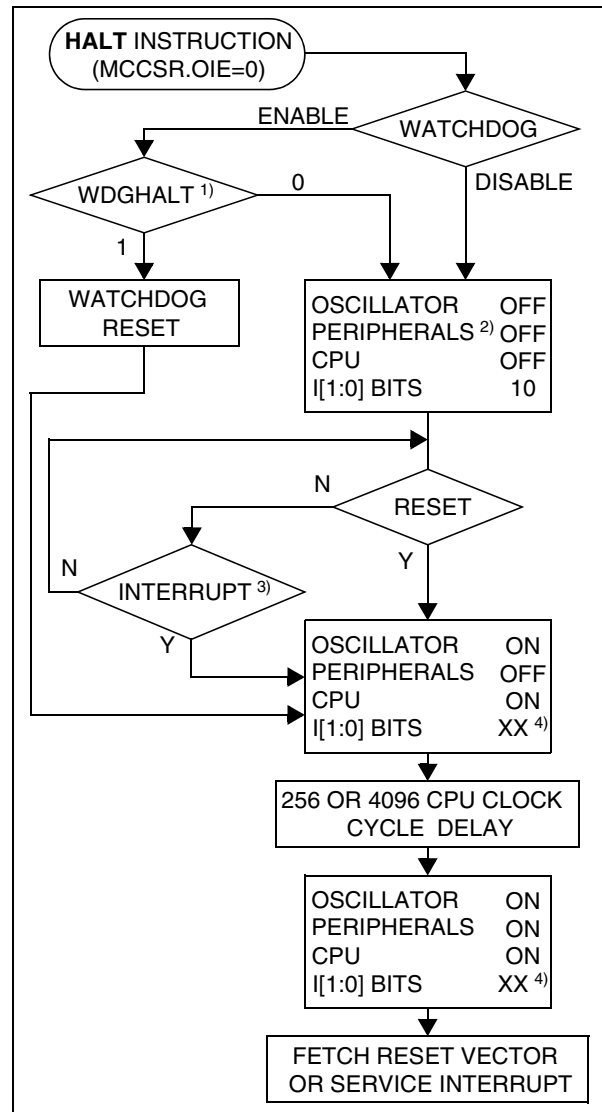 HALT INSTRUCTION
(MCCSR.OIE=0)
ENABLE
WATCHDOG
WDGHALT 1)
0
DISABLE
1
WATCHDOG
RESET
OSCILLATOR OFF
PERIPHERALS 2) OFF
CPU OFF
I[1:0] BITS 10
N
RESET
N
INTERRUPT 3)
Y
Y
OSCILLATOR ON
PERIPHERALS OFF
CPU ON
I[1:0] BITS XX 4)
256 OR 4096 CPU CLOCK
CYCLE DELAY
OSCILLATOR ON
PERIPHERALS ON
CPU ON
I[1:0] BITS XX 4)
FETCH RESET VECTOR
OR SERVICE INTERRUPT